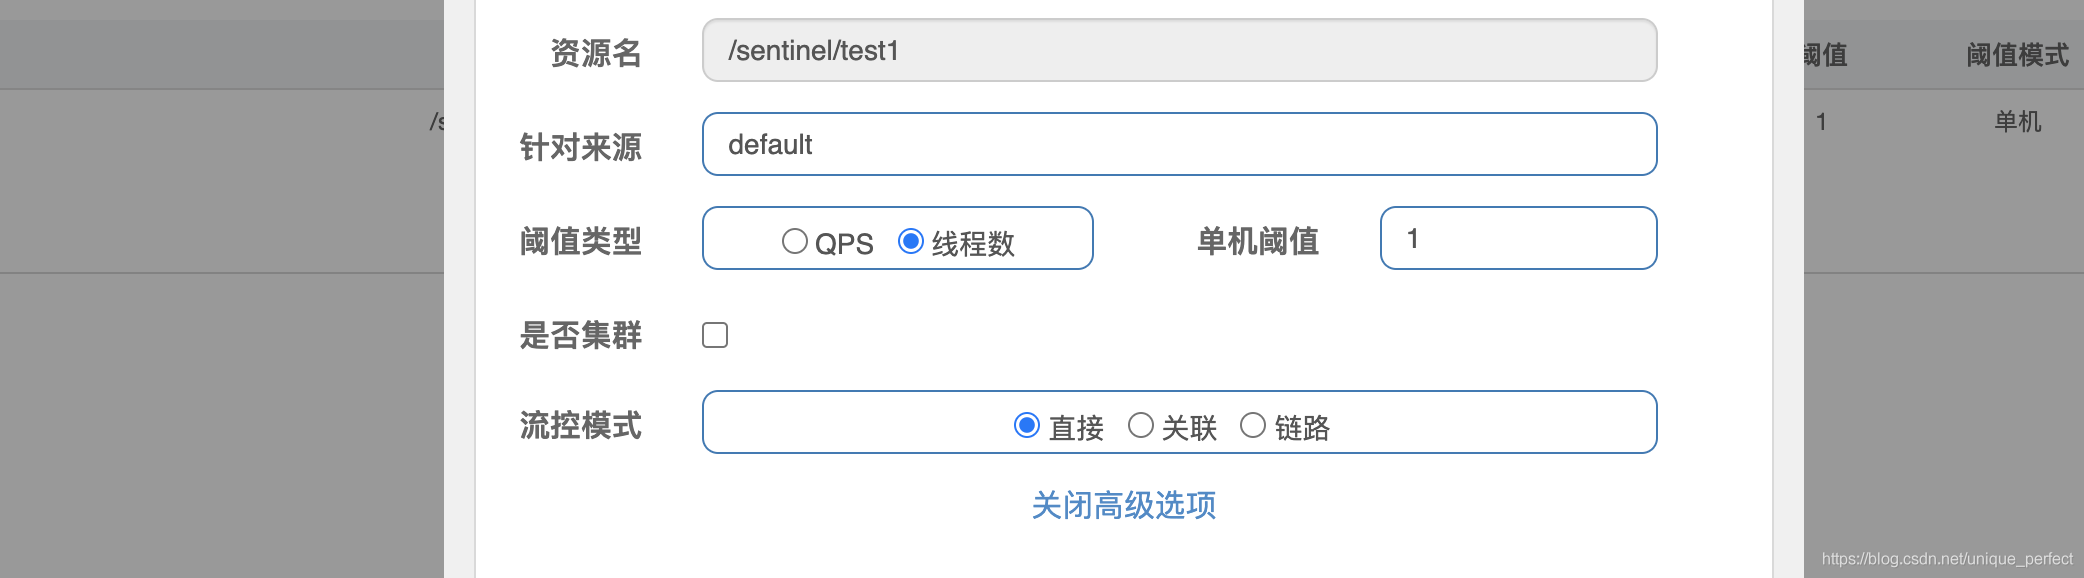 资源名 /sentinel/test1
阈值 阈值模式
/s
1 单机
针对来源 default
阈值类型 QPS 线程数 单机阈值 1
是否集群
流控模式 直接 关联 链路
关闭高级选项
https://blog.csdn.net/unique_perfect